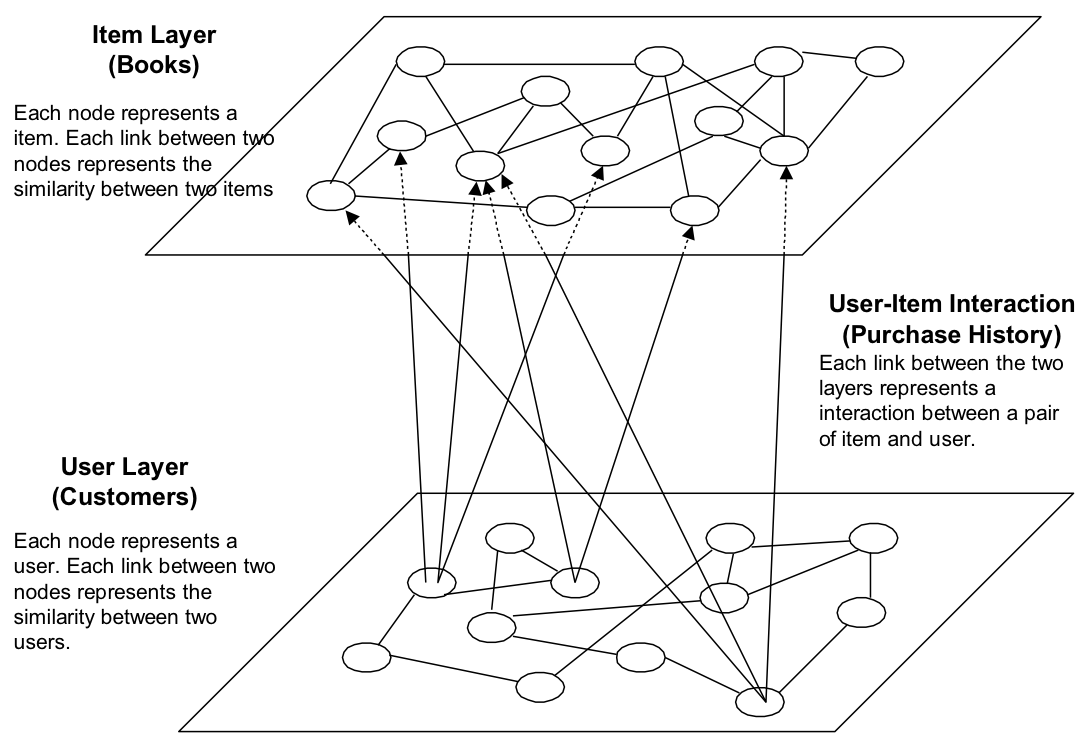 Item Layer
(Books)
Each node represents a
item. Each link between two
nodes represents the
similarity between two items
User-Item Interaction
(Purchase History)
Each link between the two
layers represents a
interaction between a pair
of item and user.
User Layer
(Customers)
Each node represents a
user. Each link between two
nodes represents the
similarity between two
users.